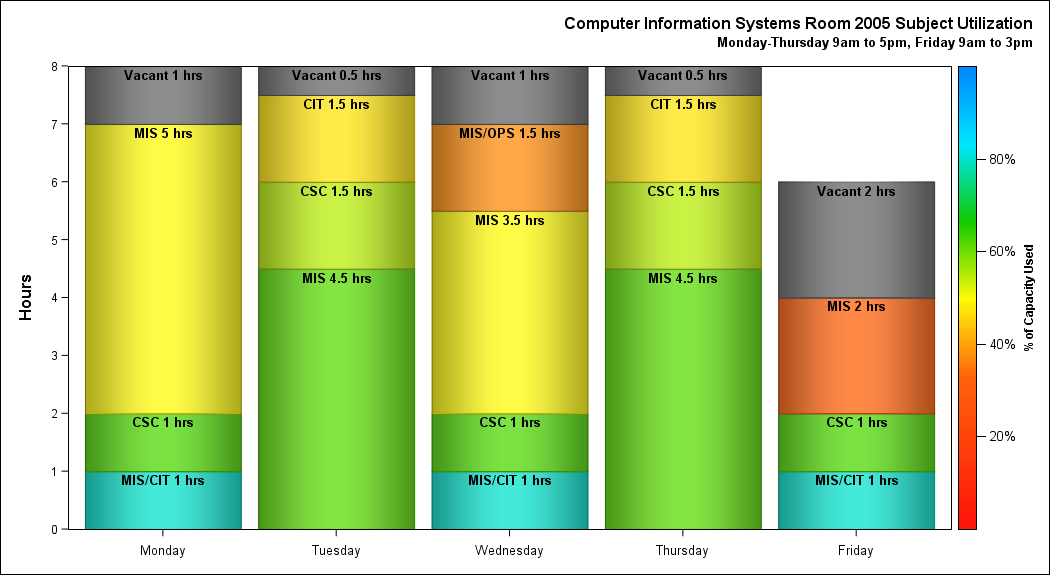 Computer Information Systems Room 2005 Subject Utilization
Monday-Thursday 9am to 5pm, Friday 9am to 3pm
Hours
8
7
6
5
4
3
2
1
0
Vacant 1 hrs
MIS 5 hrs
CSC 1 hrs
MIS/CIT 1 hrs
Monday
Vacant 0.5 hrs
CIT 1.5 hrs
CSC 1.5 hrs
MIS 4.5 hrs
Tuesday
Vacant 1 hrs
MIS/OPS 1.5 hrs
MIS 3.5 hrs
CSC 1 hrs
MIS/CIT 1 hrs
Wednesday
Vacant 0.5 hrs
CIT 1.5 hrs
CSC 1.5 hrs
MIS 4.5 hrs
Thursday
Vacant 2 hrs
MIS 2 hrs
CSC 1 hrs
MIS/CIT 1 hrs
Friday
80%
60%
40%
20%
% of Capacity Used